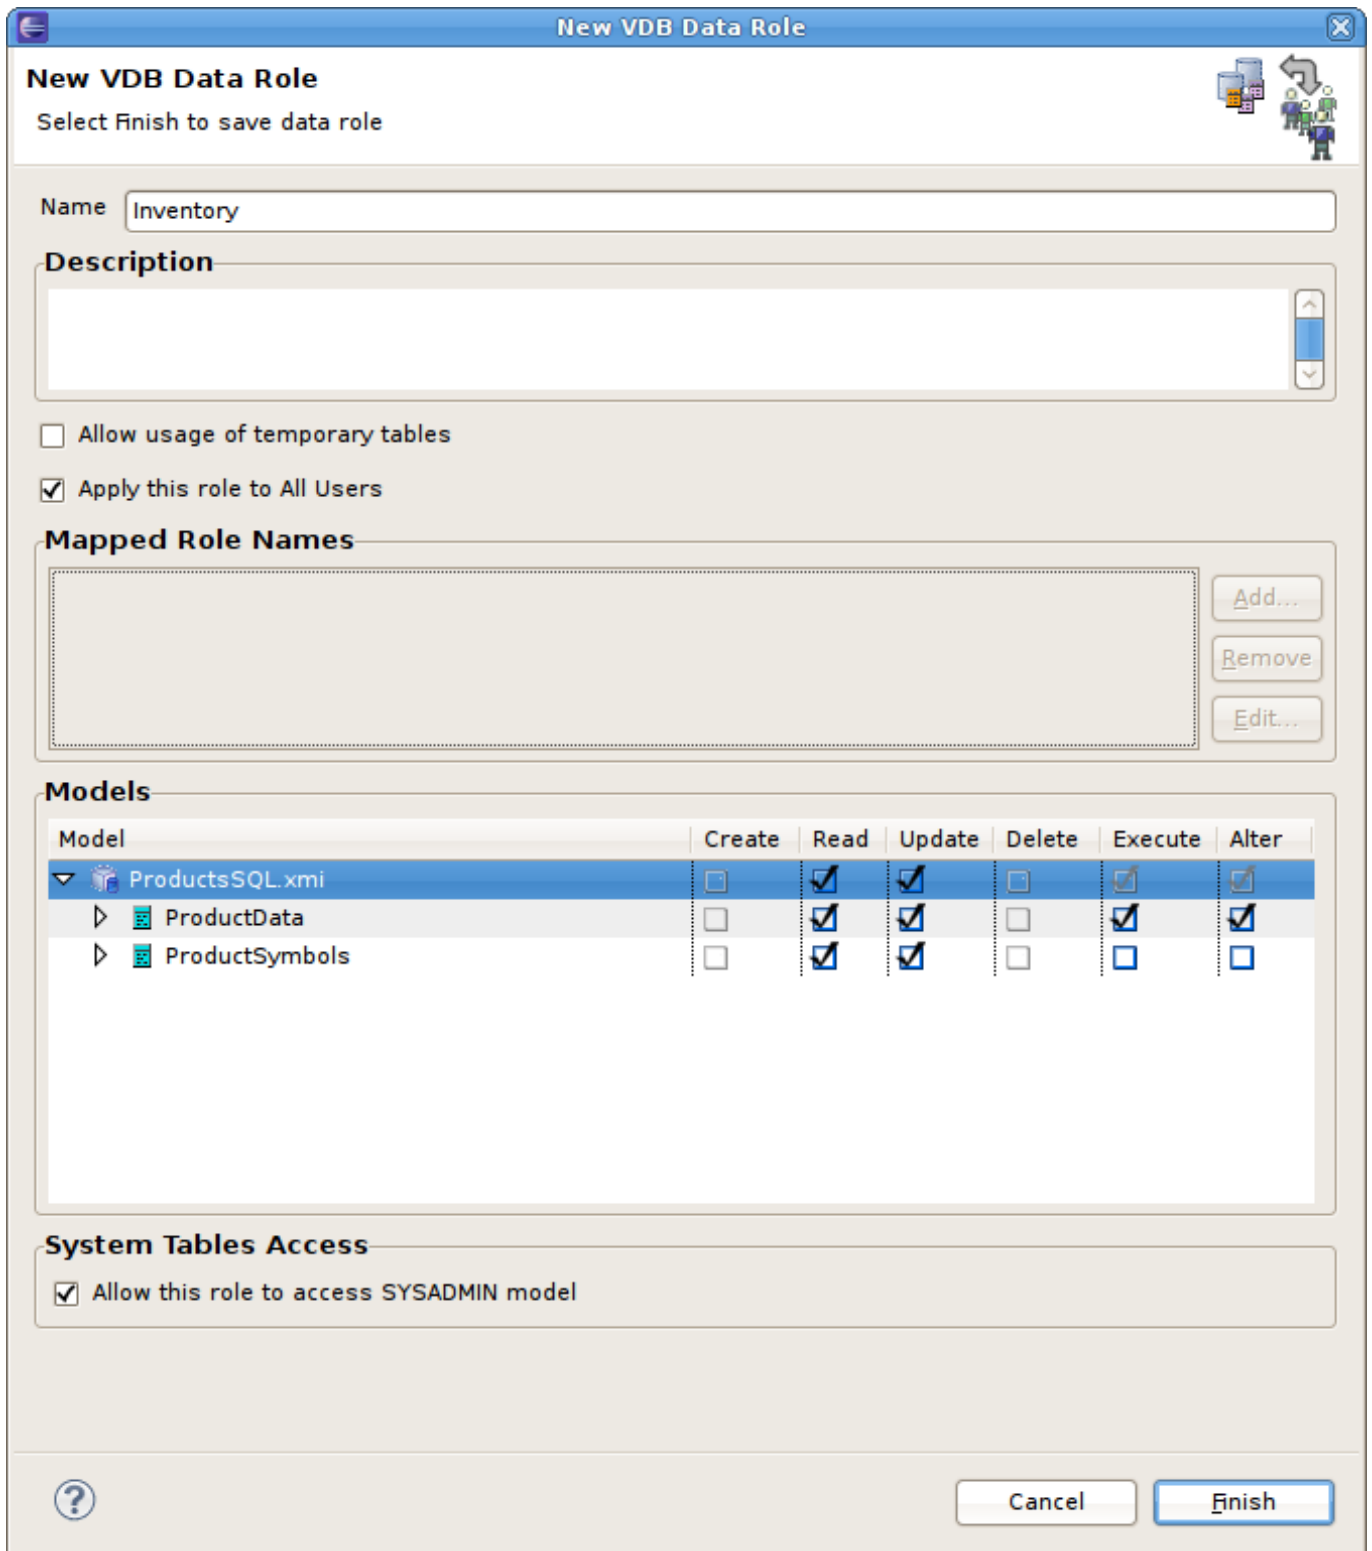 New VDB Data Role
New VDB Data Role
Select Finish to save data role
Name Inventory
Description
Allow usage of temporary tables
Apply this role to All Users
Mapped Role Names
Add...
Remove
Edit...
Models
Model Create Read Update Delete Execute Alter
ProductsSQL.xmi
ProductData
ProductSymbols
System Tables Access
Allow this role to access SYSADMIN model
? Cancel Finish